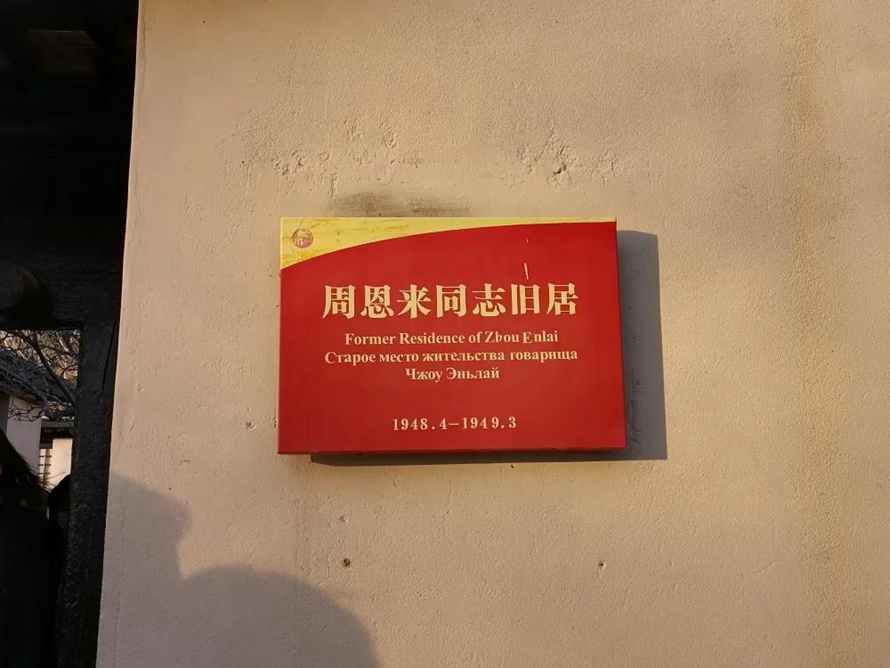 周恩来同志旧居
Former Residence of Zhou Enlai
Старое место жительства говарища
Чжоу Эньлай
1948.4—1949.3